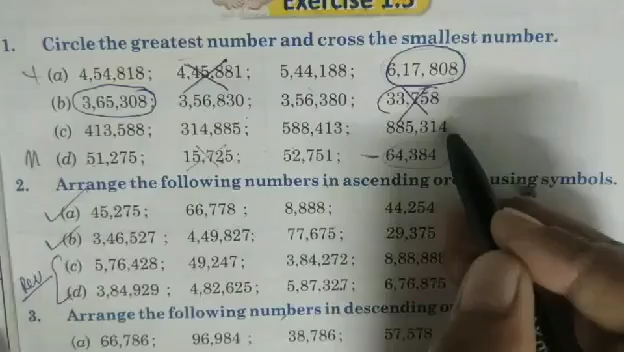 Exercise 1.3
1. Circle the greatest number and cross the smallest number.
(a) 4,54,818; 4,45,881; 5,44,188; 6,17,808
(b) 3,65,308; 3,56,830; 3,56,380; 33,758
(c) 413,588; 314,885; 588,413; 885,314
(d) 51,275; 15,725; 52,751; 64,384
2. Arrange the following numbers in ascending using symbols.
(a) 45,275; 66,778; 8,888; 44,254
(b) 3,46,527; 4,49,827; 77,675; 29,375
Rev (c) 5,76,428; 49,247; 3,84,272;
(d) 3,84,929; 4,82,625; 5,87,327; 6,76,875
3. Arrange the following numbers in descending
(a) 66,786; 96,984; 38,786; 57,578